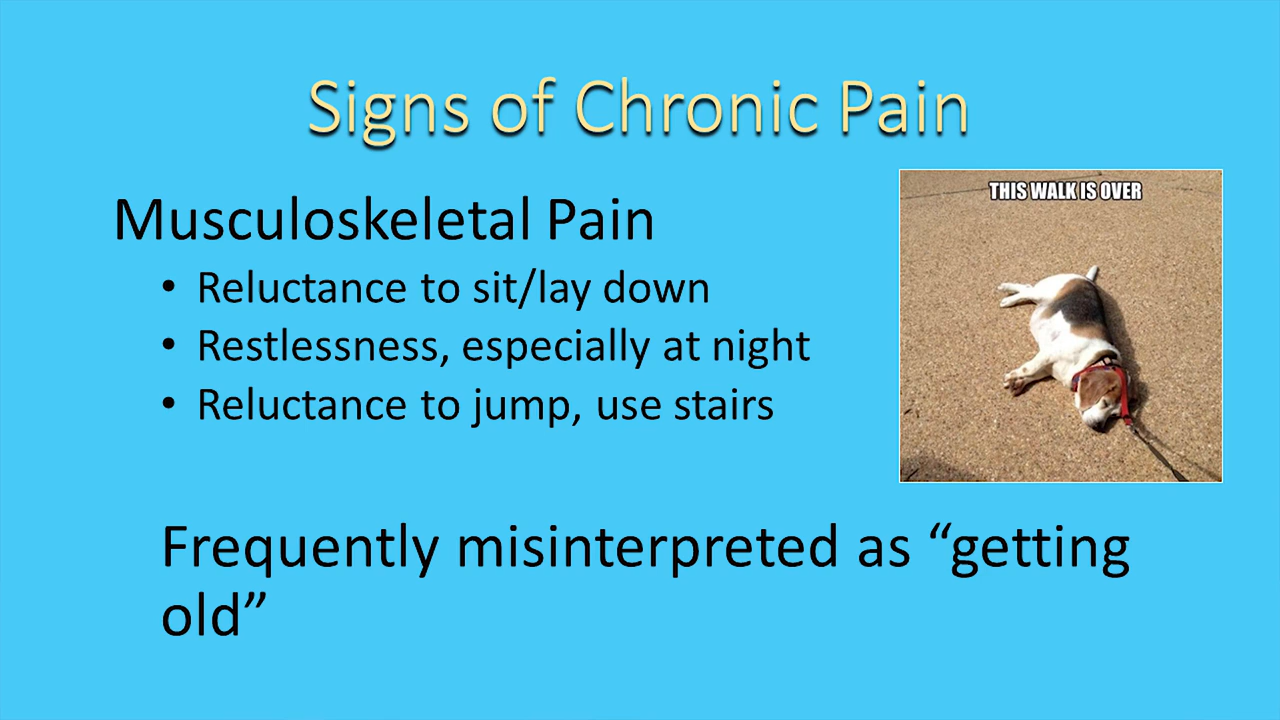 Signs of Chronic Pain
THIS WALK IS OVER
Musculoskeletal Pain
• Reluctance to sit/lay down
• Restlessness, especially at night
• Reluctance to jump, use stairs
Frequently misinterpreted as “getting
old”